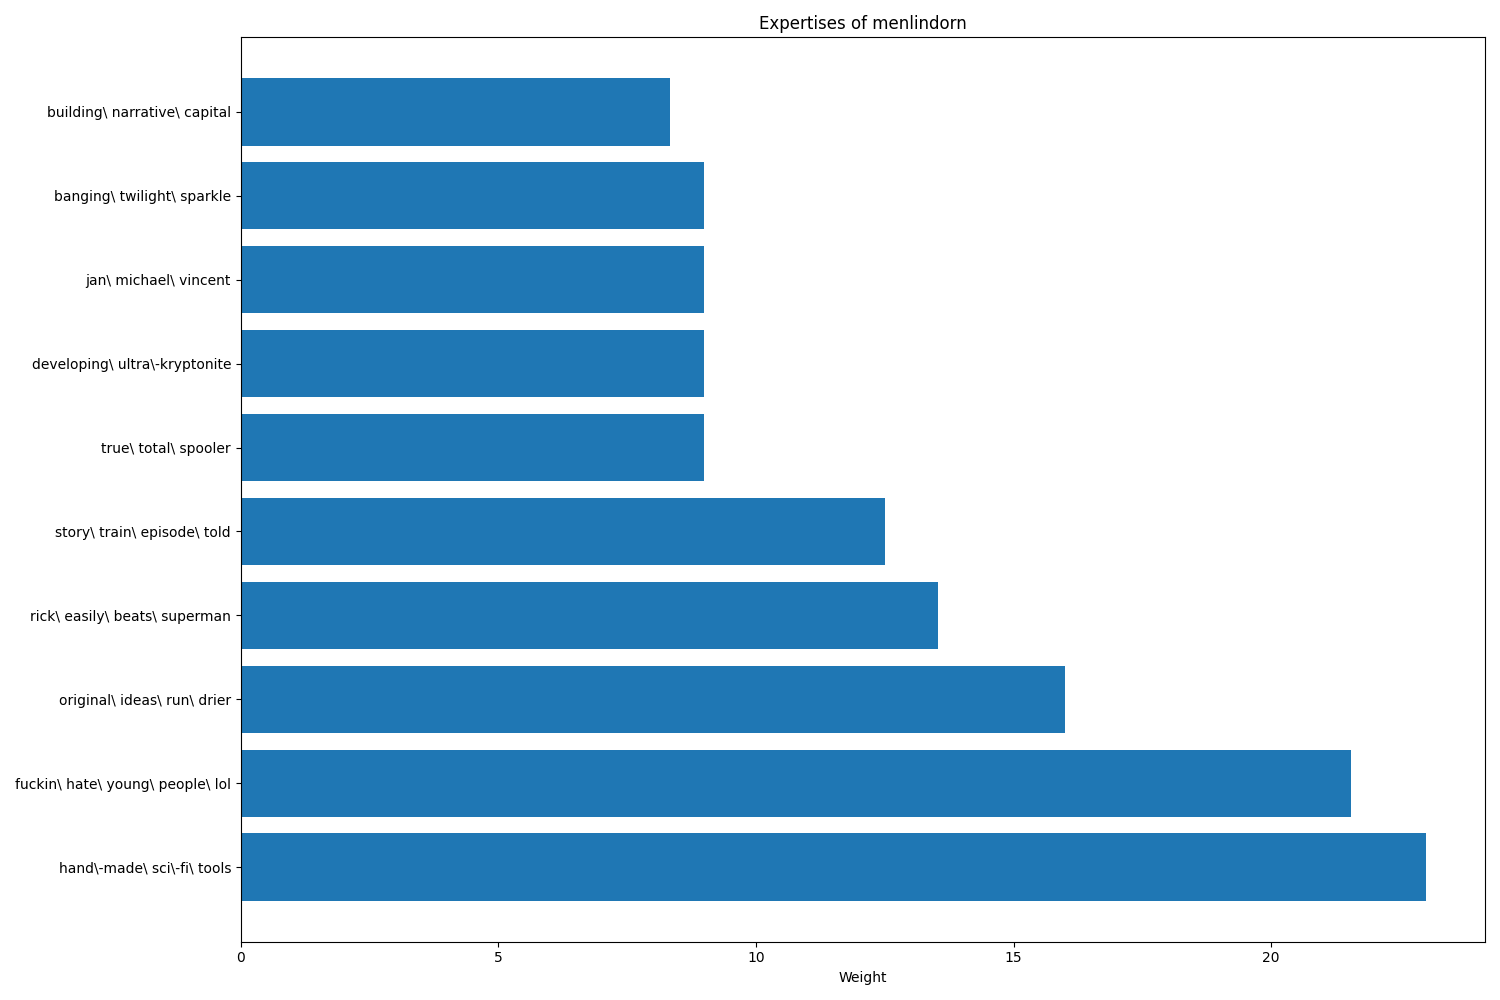 Expertises of menlindorn
building\ narrative\ capital
banging\ twilight\ sparkle
jan\ michael\ vincent
developing\ ultra\-kryptonite
true\ total\ spooler
story\ train\ episode\ told
rick\ easily\ beats\ superman
original\ ideas\ run\ drier
fuckin\ hate\ young\ people\ lol
hand\-made\ sci\-fi\ tools
0 5 10 15 20
Weight